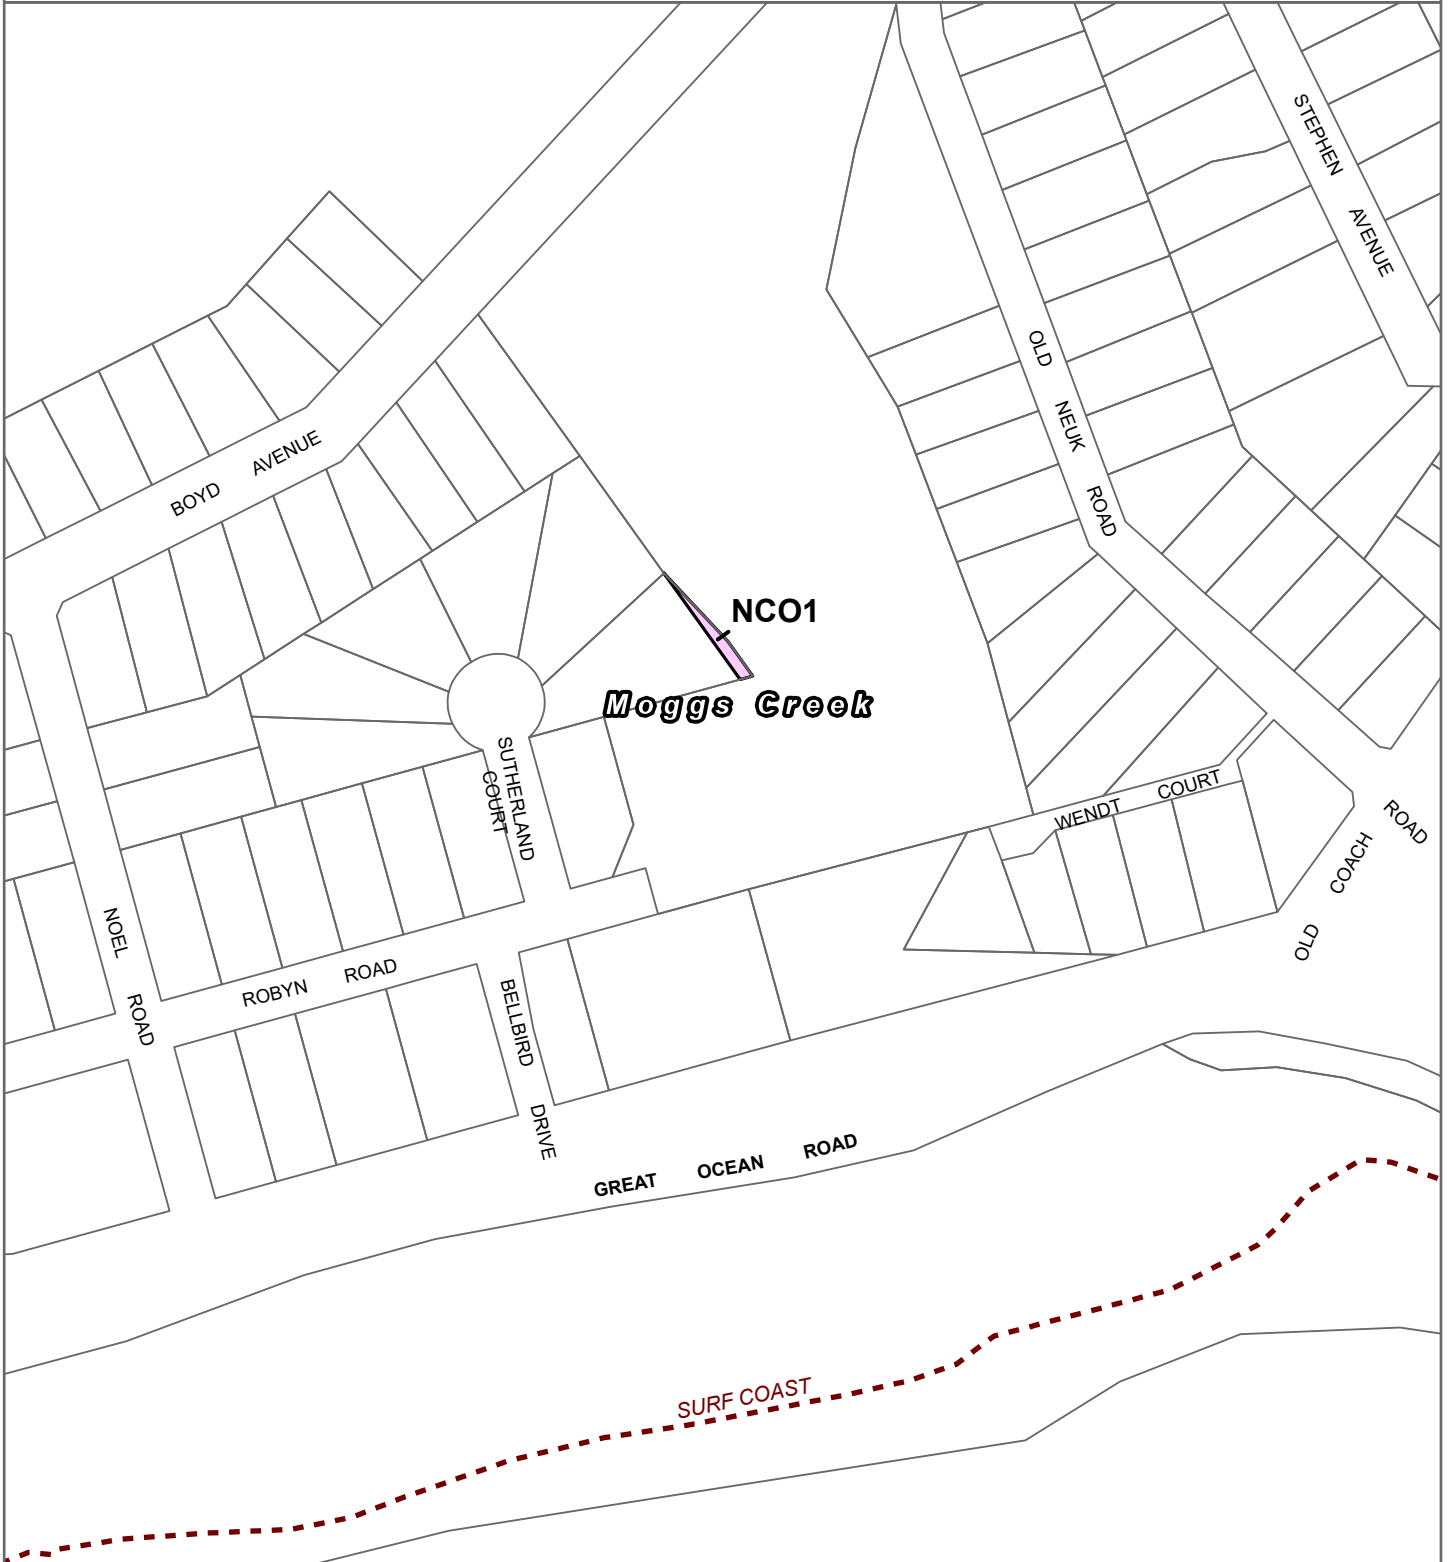 STEPHEN AVENUE
OLD NEUK ROAD
BOYD AVENUE
NCO1
Moggs Creek
SUTHERLAND
COURT
WENDT COURT
OLD COACH ROAD
NOEL ROAD
ROBYN ROAD
BELLBIRD DRIVE
GREAT OCEAN ROAD
SURF COAST